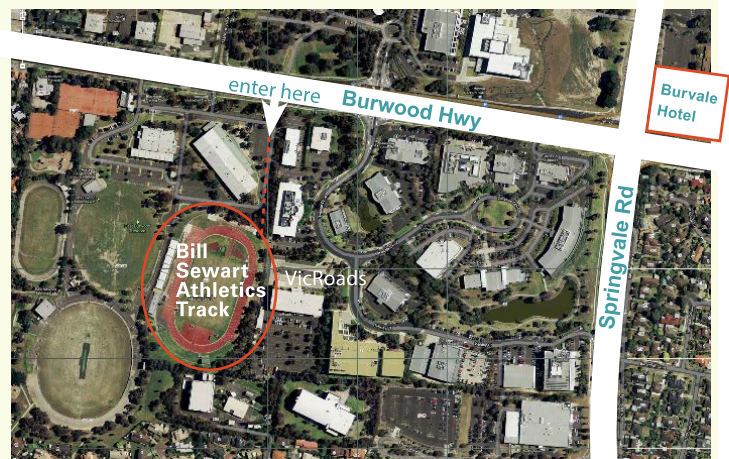 enter here
Burwood Hwy
Burvale
Hotel
Springvale Rd
Bill
Sewart
Athletics
Track
VicRoads